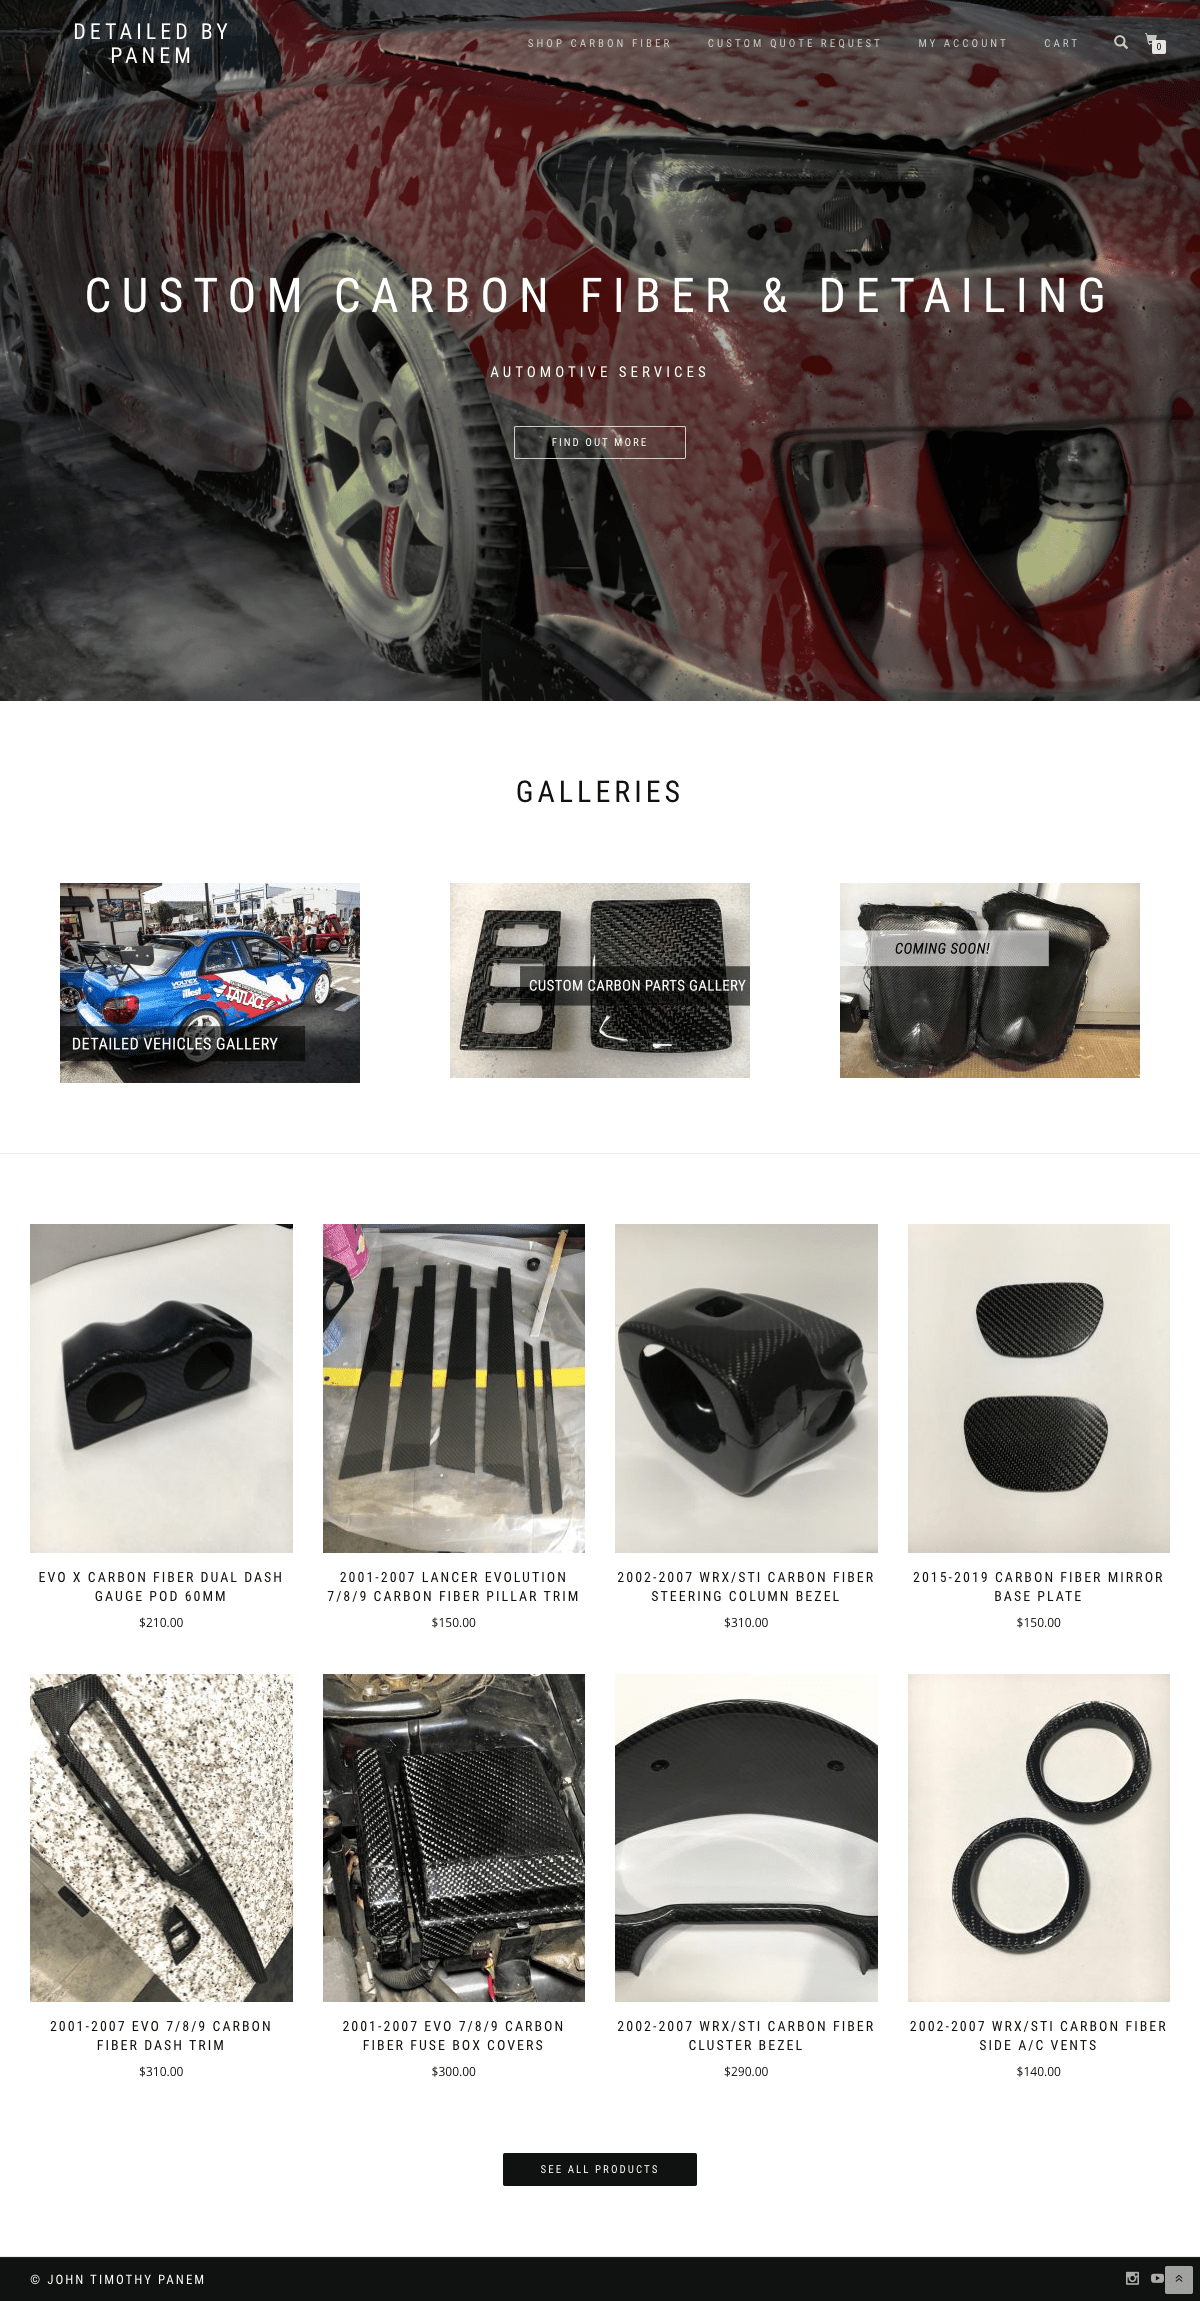 DETAILED BY
PANEM
SHOP CARBON FIBER
CUSTOM QUOTE REQUEST
MY ACCOUNT
CART
0
CUSTOM CARBON FIBER & DETAILING
AUTOMOTIVE SERVICES
FIND OUT MORE
GALLERIES
VOLTEX
illest
FATLACE
DETAILED VEHICLES GALLERY
CUSTOM CARBON PARTS GALLERY
COMING SOON!
EVO X CARBON FIBER DUAL DASH
GAUGE POD 60MM
$210.00
2001-2007 LANCER EVOLUTION
7/8/9 CARBON FIBER PILLAR TRIM
$150.00
2002-2007 WRX/STI CARBON FIBER
STEERING COLUMN BEZEL
$310.00
2015-2019 CARBON FIBER MIRROR
BASE PLATE
$150.00
2001-2007 EVO 7/8/9 CARBON
FIBER DASH TRIM
$310.00
2001-2007 EVO 7/8/9 CARBON
FIBER FUSE BOX COVERS
$300.00
2002-2007 WRX/STI CARBON FIBER
CLUSTER BEZEL
$290.00
2002-2007 WRX/STI CARBON FIBER
SIDE A/C VENTS
$140.00
SEE ALL PRODUCTS
© JOHN TIMOTHY PANEM